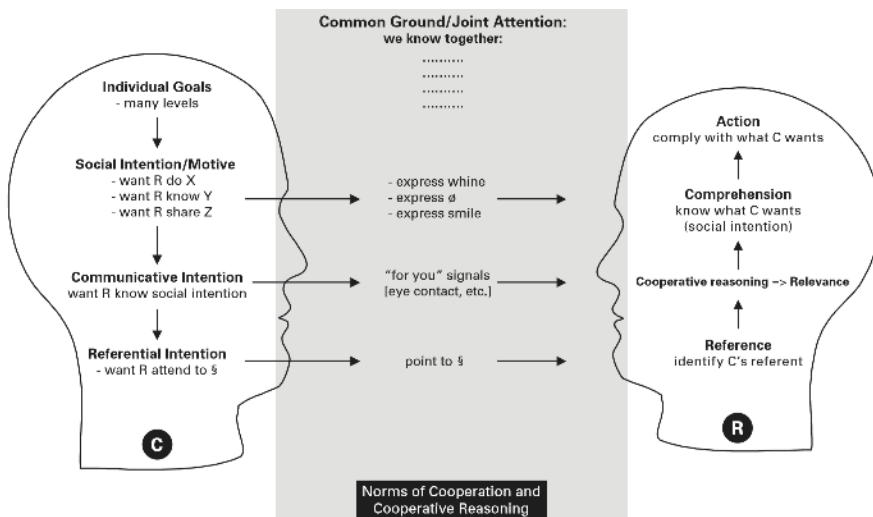 Common Ground/Joint Attention:
we know together:
..........
..........
..........
..........
Individual Goals
- many levels
Social Intention/Motive
- want R do X
- want R know Y
- want R share Z
Communicative Intention
want R know social intention
Referential Intention
- want R attend to §
C
- express whine
- express ø
- express smile
"for you" signals
(eye contact, etc.)
point to §
Action
comply with what C wants
Comprehension
know what C wants
(social intention)
Cooperative reasoning –> Relevance
Reference
identify C's referent
R
Norms of Cooperation and
Cooperative Reasoning